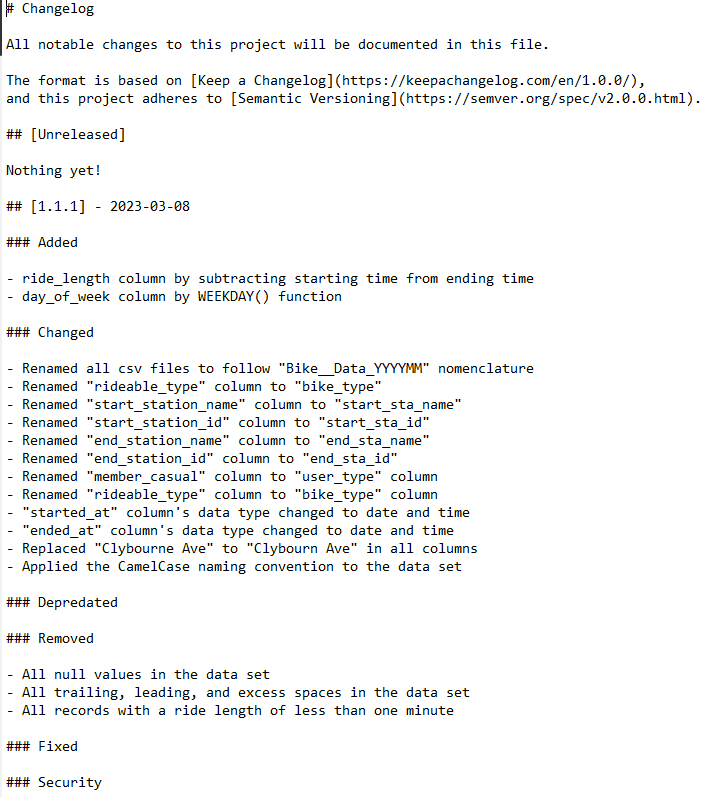 # Changelog
All notable changes to this project will be documented in this file.
The format is based on [Keep a Changelog](https://keepachangelog.com/en/1.0.0/),
and this project adheres to [Semantic Versioning](https://semver.org/spec/v2.0.0.html).
## [Unreleased]
Nothing yet!
## [1.1.1] - 2023-03-08
### Added
- ride_length column by subtracting starting time from ending time
- day_of_week column by WEEKDAY() function
### Changed
- Renamed all csv files to follow "Bike__Data_YYYYMM" nomenclature
- Renamed "rideable_type" column to "bike_type"
- Renamed "start_station_name" column to "start_sta_name"
- Renamed "start_station_id" column to "start_sta_id"
- Renamed "end_station_name" column to "end_sta_name"
- Renamed "end_station_id" column to "end_sta_id"
- Renamed "member_casual" column to "user_type" column
- Renamed "rideable_type" column to "bike_type" column
- "started_at" column's data type changed to date and time
- "ended_at" column's data type changed to date and time
- Replaced "Clybourne Ave" to "Clybourn Ave" in all columns
- Applied the CamelCase naming convention to the data set
### Depredated
### Removed
- All null values in the data set
- All trailing, leading, and excess spaces in the data set
- All records with a ride length of less than one minute
### Fixed
### Security